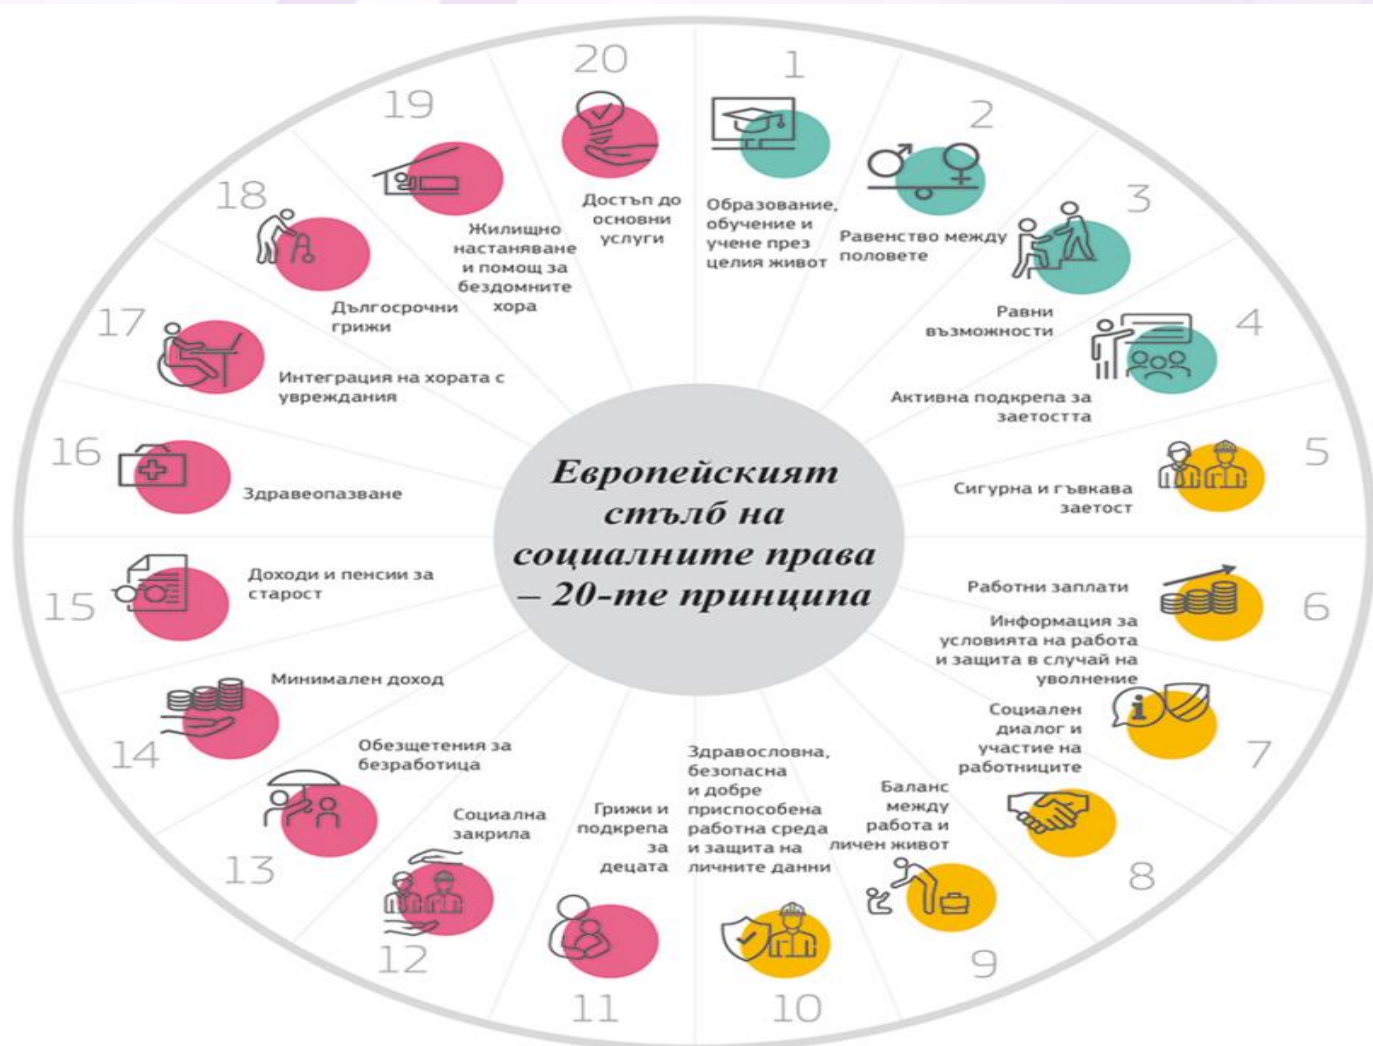 Европейският
стълб на
социалните права
– 20-те принципа
1
Образование,
обучение и
учене през
целия живот
2
Равенство между
половете
3
Равни
възможности
4
Активна подкрепа за
заетостта
5
Сигурна и гъвкава
заетост
6
Работни заплати
7
Информация за
условията на работа
и защита в случай на
уволнение
i
8
Социален
диалог и
участие на
работниците
9
Баланс
между
работа и
личен живот
10
Здравословна,
безопасна
и добре
приспособена
работна среда
и защита на
личните данни
11
Грижи и
подкрепа
за
децата
12
Социална
закрила
13
Обезщетения за
безработица
14
Минимален доход
15
Доходи и пенсии за
старост
16
Здравеопазване
17
Интеграция на хората с
увреждания
18
Дългосрочни
грижи
19
Жилищно
настаняване
и помощ за
бездомните
хора
20
Достъп до
основни
услуги